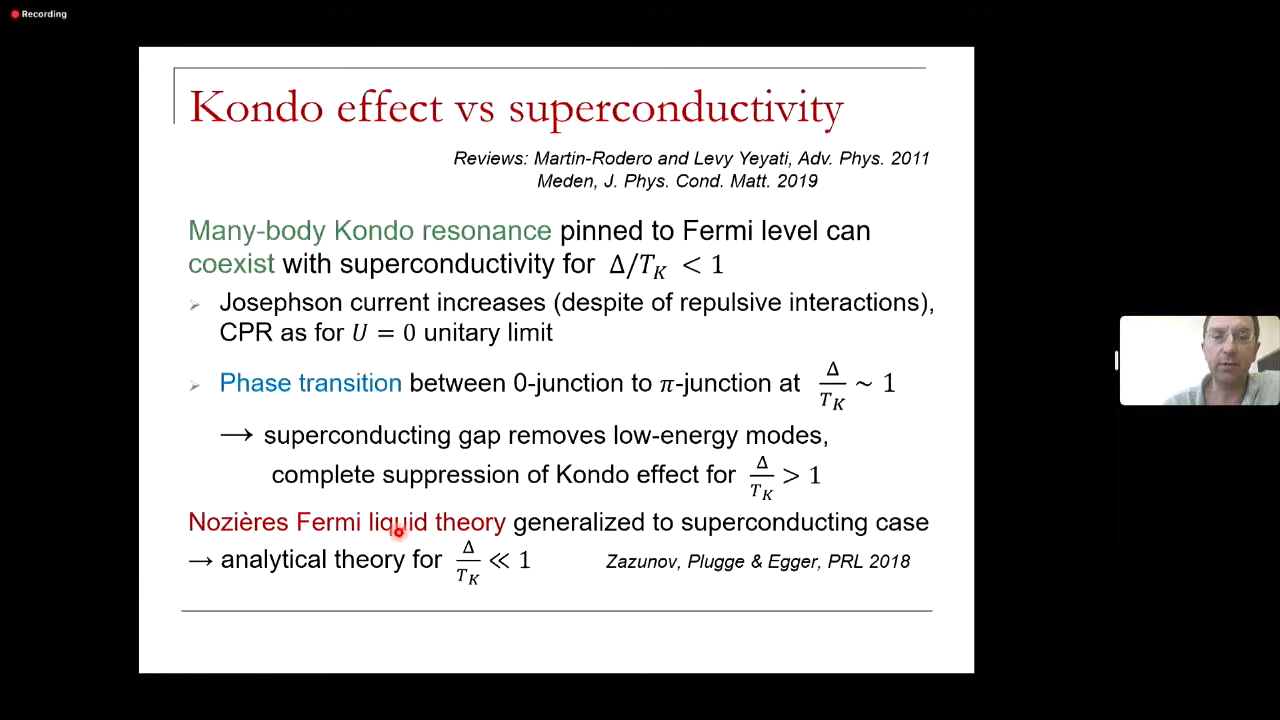 Recording
Kondo effect vs superconductivity
Reviews: Martin-Rodero and Levy Yeyati, Adv. Phys. 2011
Meden, J. Phys. Cond. Matt. 2019
Many-body Kondo resonance pinned to Fermi level can
coexist with superconductivity for Δ/T_K < 1
➢ Josephson current increases (despite of repulsive interactions),
CPR as for U = 0 unitary limit
➢ Phase transition between 0-junction to π-junction at Δ/T_K ~ 1
→ superconducting gap removes low-energy modes,
complete suppression of Kondo effect for Δ/T_K > 1
Nozières Fermi liquid theory generalized to superconducting case
→ analytical theory for Δ/T_K ≪ 1 Zazunov, Plugge & Egger, PRL 2018